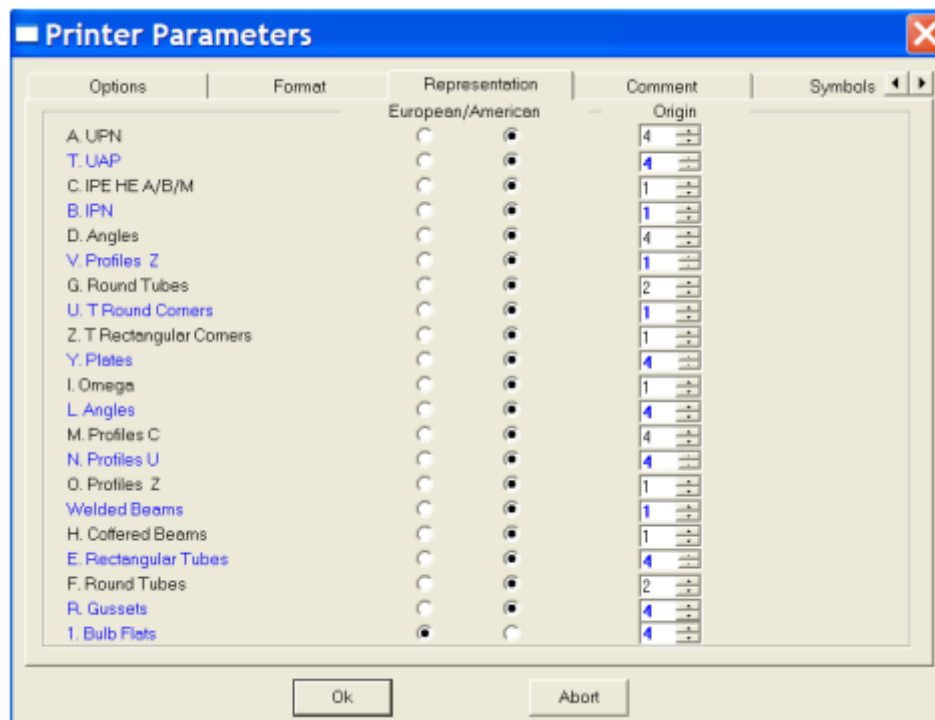 Printer Parameters
Options Format Representation Comment Symbols
European/American Origin
A. UPN 4
T. UAP 4
C. IPE HE A/B/M 1
B. IPN 1
D. Angles 4
V. Profiles Z 1
G. Round Tubes 2
U. T Round Corners 1
Z. T Rectangular Corners 1
Y. Plates 4
I. Omega 1
L. Angles 4
M. Profiles C 4
N. Profiles U 4
O. Profiles Z 1
Welded Beams 1
H. Coffered Beams 1
E. Rectangular Tubes 4
F. Round Tubes 2
R. Gussets 4
1. Bulb Flats 4
Ok Abort